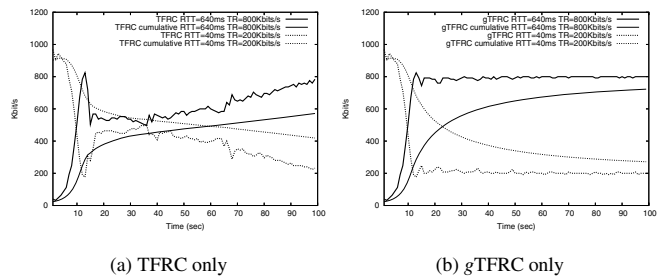 TFRC RTT=640ms TR=800Kbits/s
TFRC cumulative RTT=640ms TR=800Kbits/s
TFRC RTT=40ms TR=200Kbits/s
TFRC cumulative RTT=40ms TR=200Kbits/s
1200
1000
800
600
400
200
0
Kbit/s
0 10 20 30 40 50 60 70 80 90 100
Time (sec)
(a) TFRC only
gTFRC RTT=640ms TR=800Kbits/s
gTFRC cumulative RTT=640ms TR=800Kbits/s
gTFRC RTT=40ms TR=200Kbits/s
gTFRC cumulative RTT=40ms TR=200Kbits/s
1200
1000
800
600
400
200
0
Kbit/s
0 10 20 30 40 50 60 70 80 90 100
Time (sec)
(b) gTFRC only